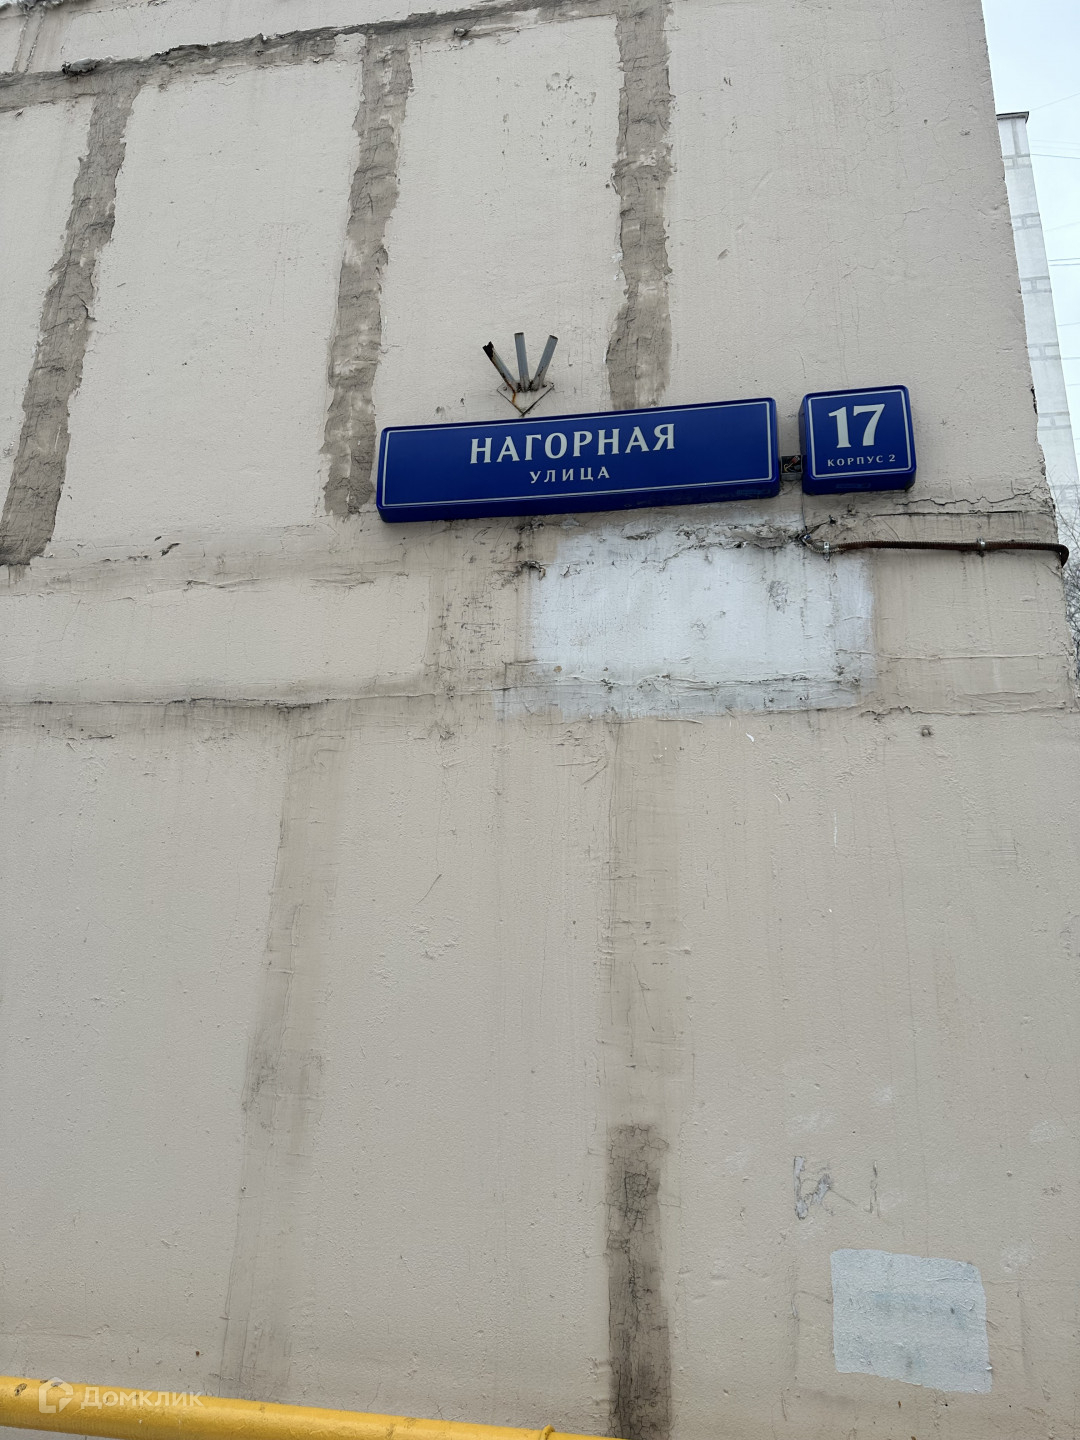 НАГОРНАЯ
УЛИЦА
17
КОРПУС 2
Домклик